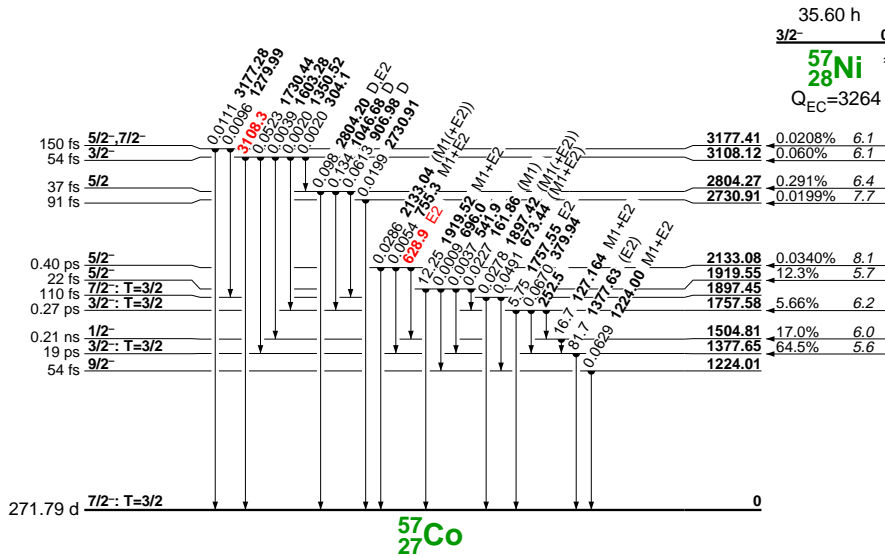 35.60 h
3/2⁻ 0
57
28Ni *
Q_EC=3264
0.0111 3177.28
0.0096 1279.99
3108.3
0.0523 1730.44
0.0039 1603.28
0.0020 1350.52
0.0020 304.1
0.098 2804.20 D,E2
0.134 1046.68 D
0.0613 906.98 D
0.0199 2730.91
0.0286 2133.04 (M1(+E2))
0.0054 755.3 M1+E2
628.9 E2
12.25 1919.52 M1+E2
0.0009 696.0
0.0037 541.9
0.0227 161.86 (M1)
0.0278 1897.42 (M1(+E2))
0.0491 673.44 (M1+E2)
5.75 1757.55 E2
0.0670 379.94
252.5
16.7 127.164 M1+E2
81.7 1377.63 (E2)
0.0629 1224.00 M1+E2
150 fs 5/2⁻,7/2⁻ 3177.41 0.0208% 6.1
54 fs 3/2⁻ 3108.12 0.060% 6.1
37 fs 5/2 2804.27 0.291% 6.4
91 fs 2730.91 0.0199% 7.7
0.40 ps 5/2⁻ 2133.08 0.0340% 8.1
22 fs 5/2⁻ 1919.55 12.3% 5.7
110 fs 7/2⁻: T=3/2 1897.45
0.27 ps 3/2⁻: T=3/2 1757.58 5.66% 6.2
0.21 ns 1/2⁻ 1504.81 17.0% 6.0
19 ps 3/2⁻: T=3/2 1377.65 64.5% 5.6
54 fs 9/2⁻ 1224.01
271.79 d 7/2⁻: T=3/2 0
57
27Co